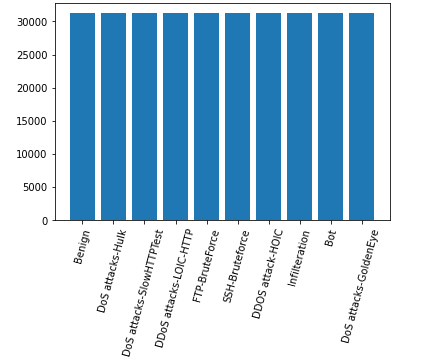 30000
25000
20000
15000
10000
5000
0
Benign
DoS attacks-Hulk
DoS attacks-SlowHTTPTest
DDoS attacks-LOIC-HTTP
FTP-BruteForce
SSH-Bruteforce
DDOS attack-HOIC
Infilteration
Bot
DoS attacks-GoldenEye